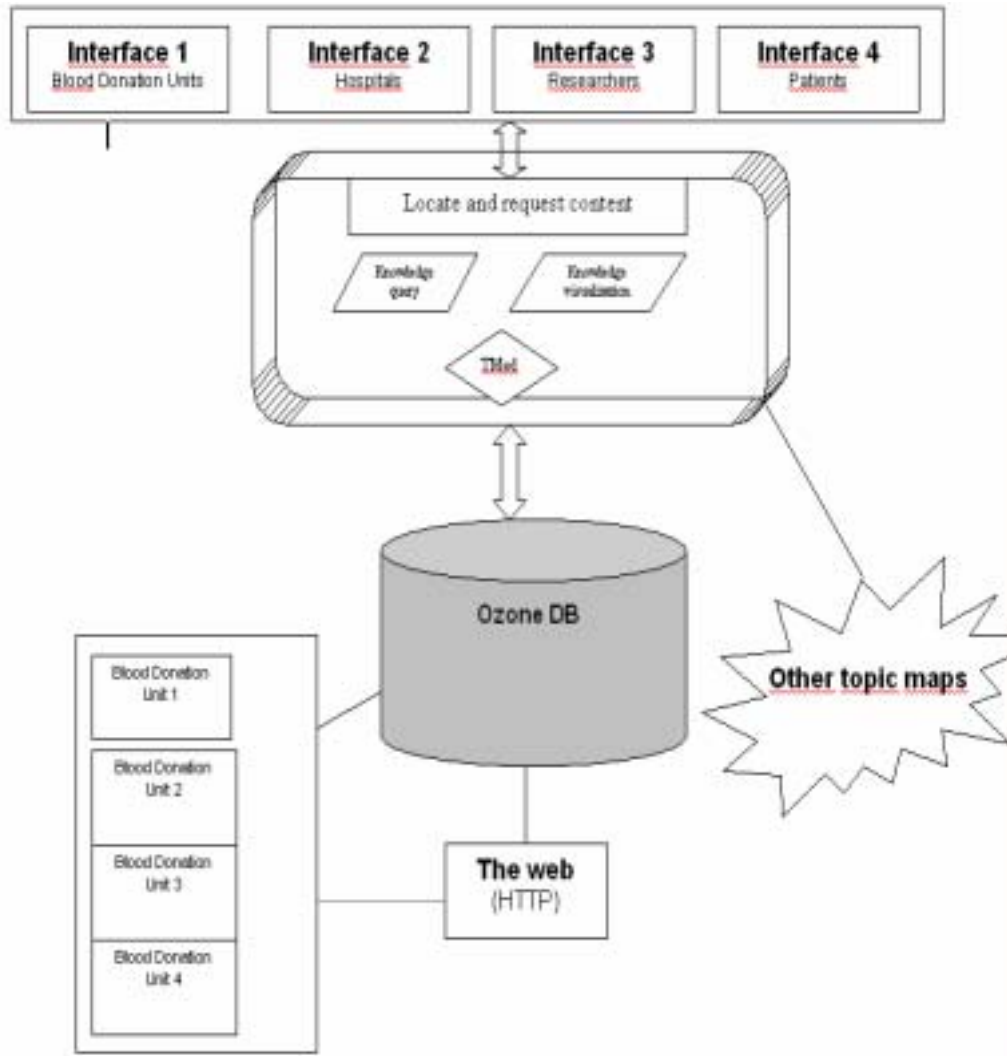 Interface 1
Blood Donation Units
Interface 2
Hospitals
Interface 3
Researchers
Interface 4
Patients
Locate and request content
Knowledge
query
Knowledge
visualization
Ozone DB
Other topic maps
Blood Donation
Unit 1
Blood Donation
Unit 2
Blood Donation
Unit 3
Blood Donation
Unit 4
The web
(HTTP)